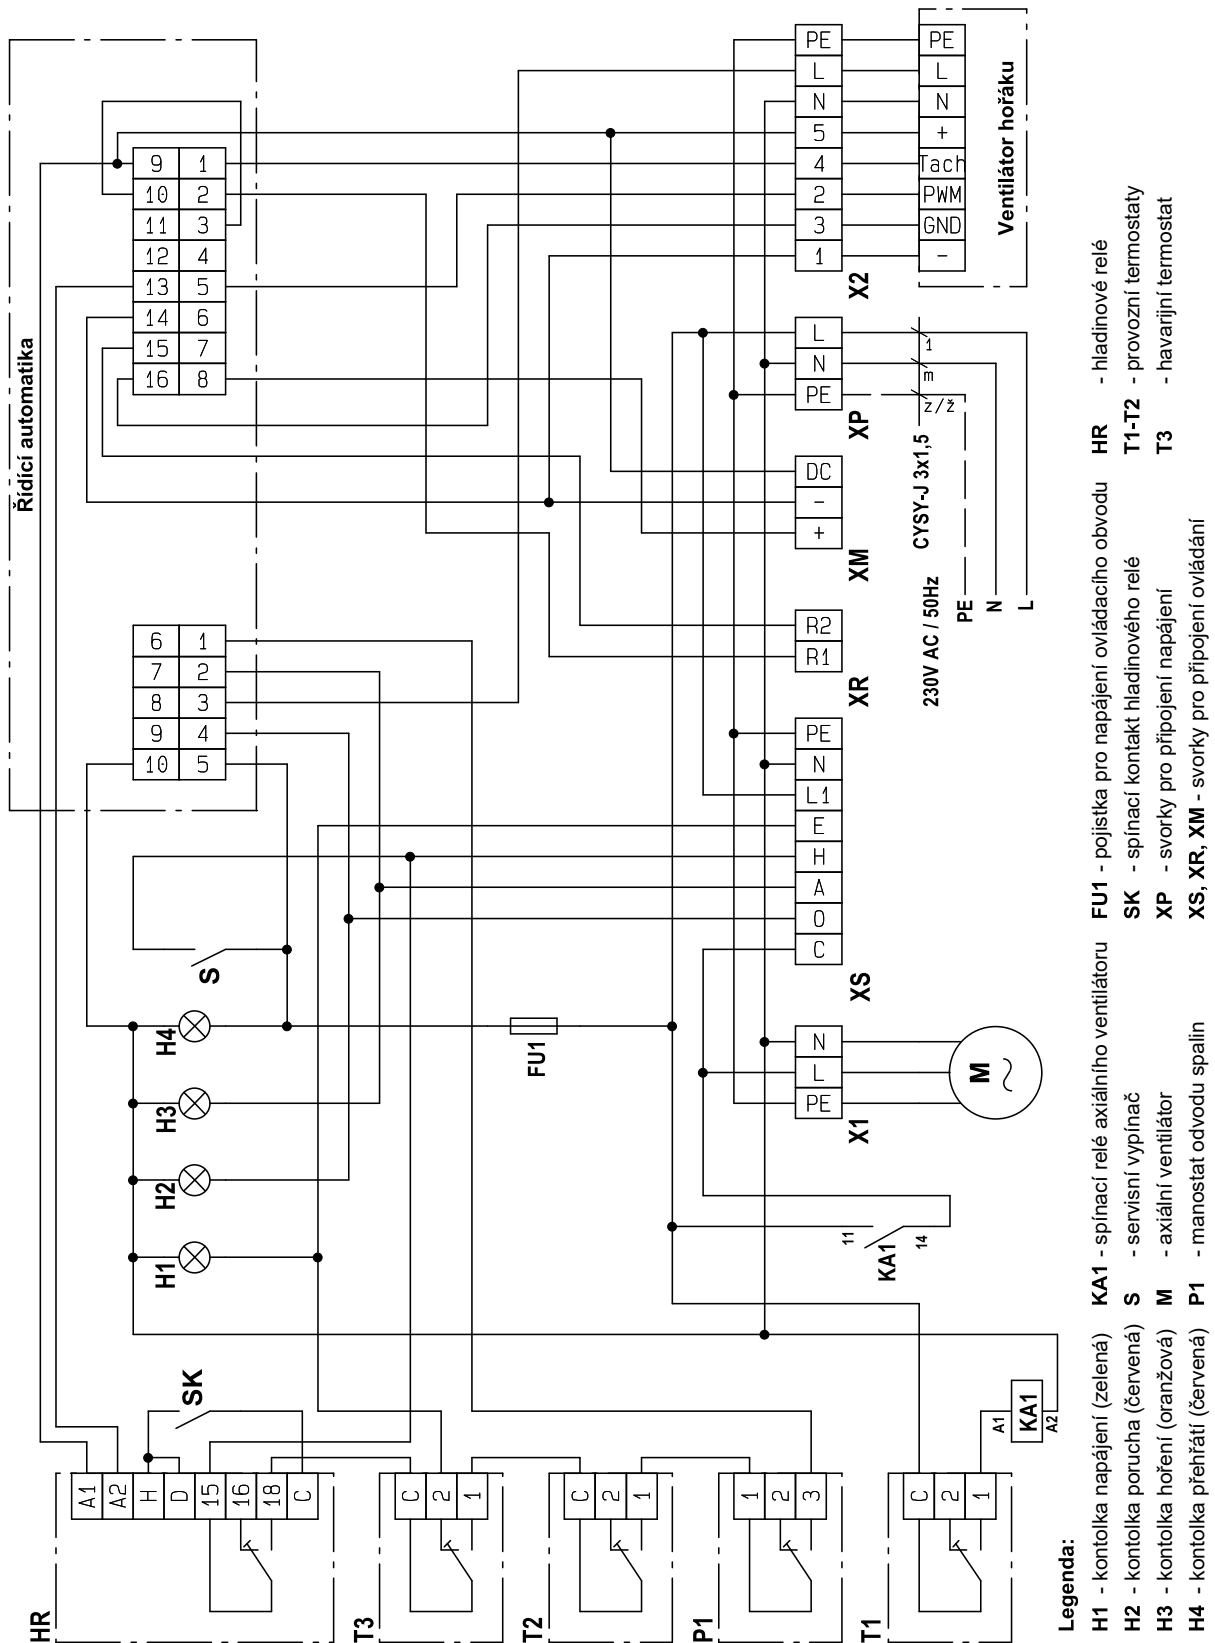 Řídící automatika
9 1
10 2
11 3
12 4
13 5
14 6
15 7
16 8
6 1
7 2
8 3
9 4
10 5
PE PE
L L
N N
5 +
4 Tach
2 PWM
3 GND
1 -
X2
Ventilátor hořáku
L
N
PE
XP
1
m
z/ž
CYSY-J 3x1,5
230V AC / 50Hz
PE
N
L
DC
-
+
XM
R2
R1
XR
PE
N
L1
E
H
A
O
C
XS
N
L
PE
X1
M
S
H4
H3
H2
H1
FU1
11
14
KA1
SK
A1
KA1
A2
HR
A1
A2
H
D
15
16
18
C
T3
C
2
1
T2
C
2
1
P1
1
2
3
T1
C
2
1
Legenda:
H1 - kontolka napájení (zelená)
H2 - kontolka porucha (červená)
H3 - kontolka hoření (oranžová)
H4 - kontolka přehřátí (červená)
KA1 - spínací relé axiálního ventilátoru
S - servisní vypínač
M - axiální ventilátor
P1 - manostat odvodu spalin
FU1 - pojistka pro napájení ovládacího obvodu
SK - spínací kontakt hladinového relé
XP - svorky pro připojení napájení
XS, XR, XM - svorky pro připojení ovládání
HR - hladinové relé
T1-T2 - provozní termostaty
T3 - havarijní termostat